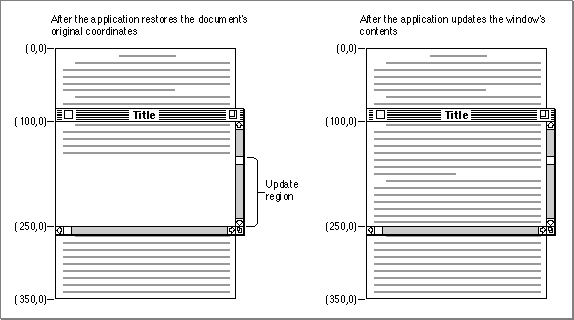 After the application restores the document's
original coordinates
After the application updates the window's
contents
(0,0)
(0,0)
Title
Title
(100,0)
(100,0)
Update
region
(250,0)
(250,0)
(350,0)
(350,0)